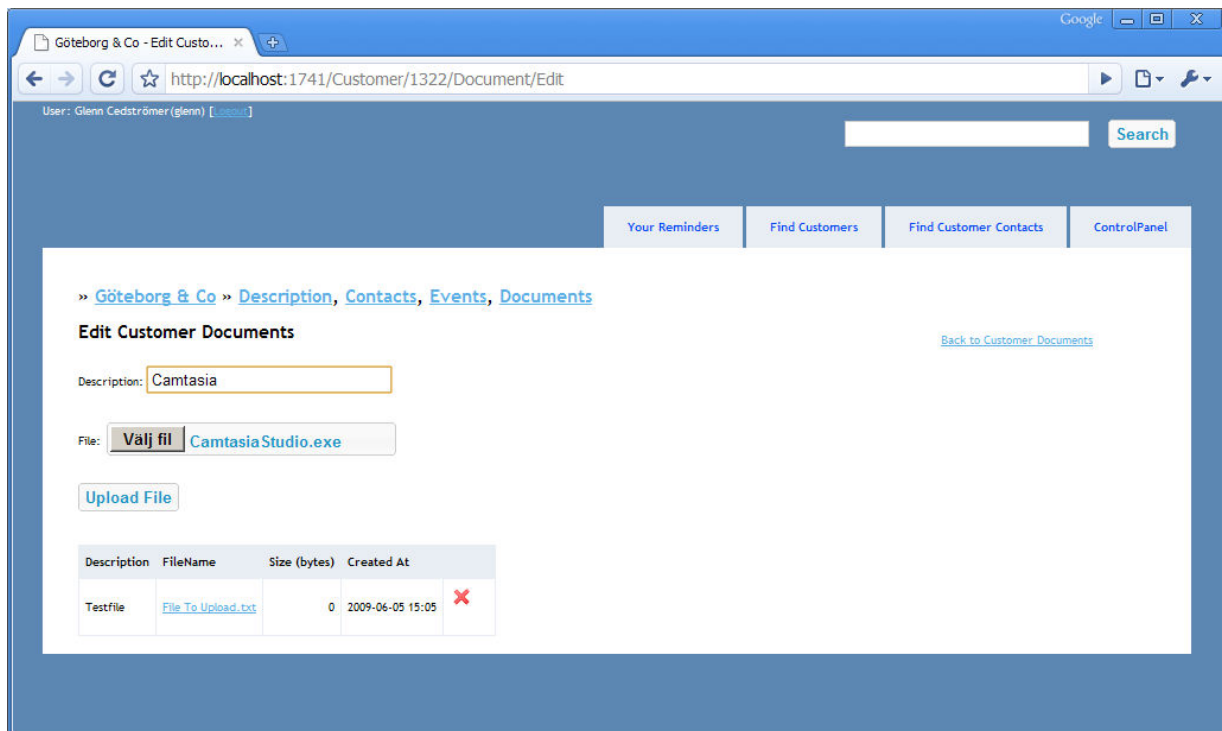 Google
Göteborg & Co - Edit Custo...
http://localhost:1741/Customer/1322/Document/Edit
User: Glenn Cedströmer(glenn) [Logout]
Search
Your Reminders Find Customers Find Customer Contacts ControlPanel
» Göteborg & Co » Description, Contacts, Events, Documents
Edit Customer Documents
Back to Customer Documents
Description: Camtasia
File: Välj fil CamtasiaStudio.exe
Upload File
Description FileName Size (bytes) Created At
Testfile File To Upload.txt 0 2009-06-05 15:05